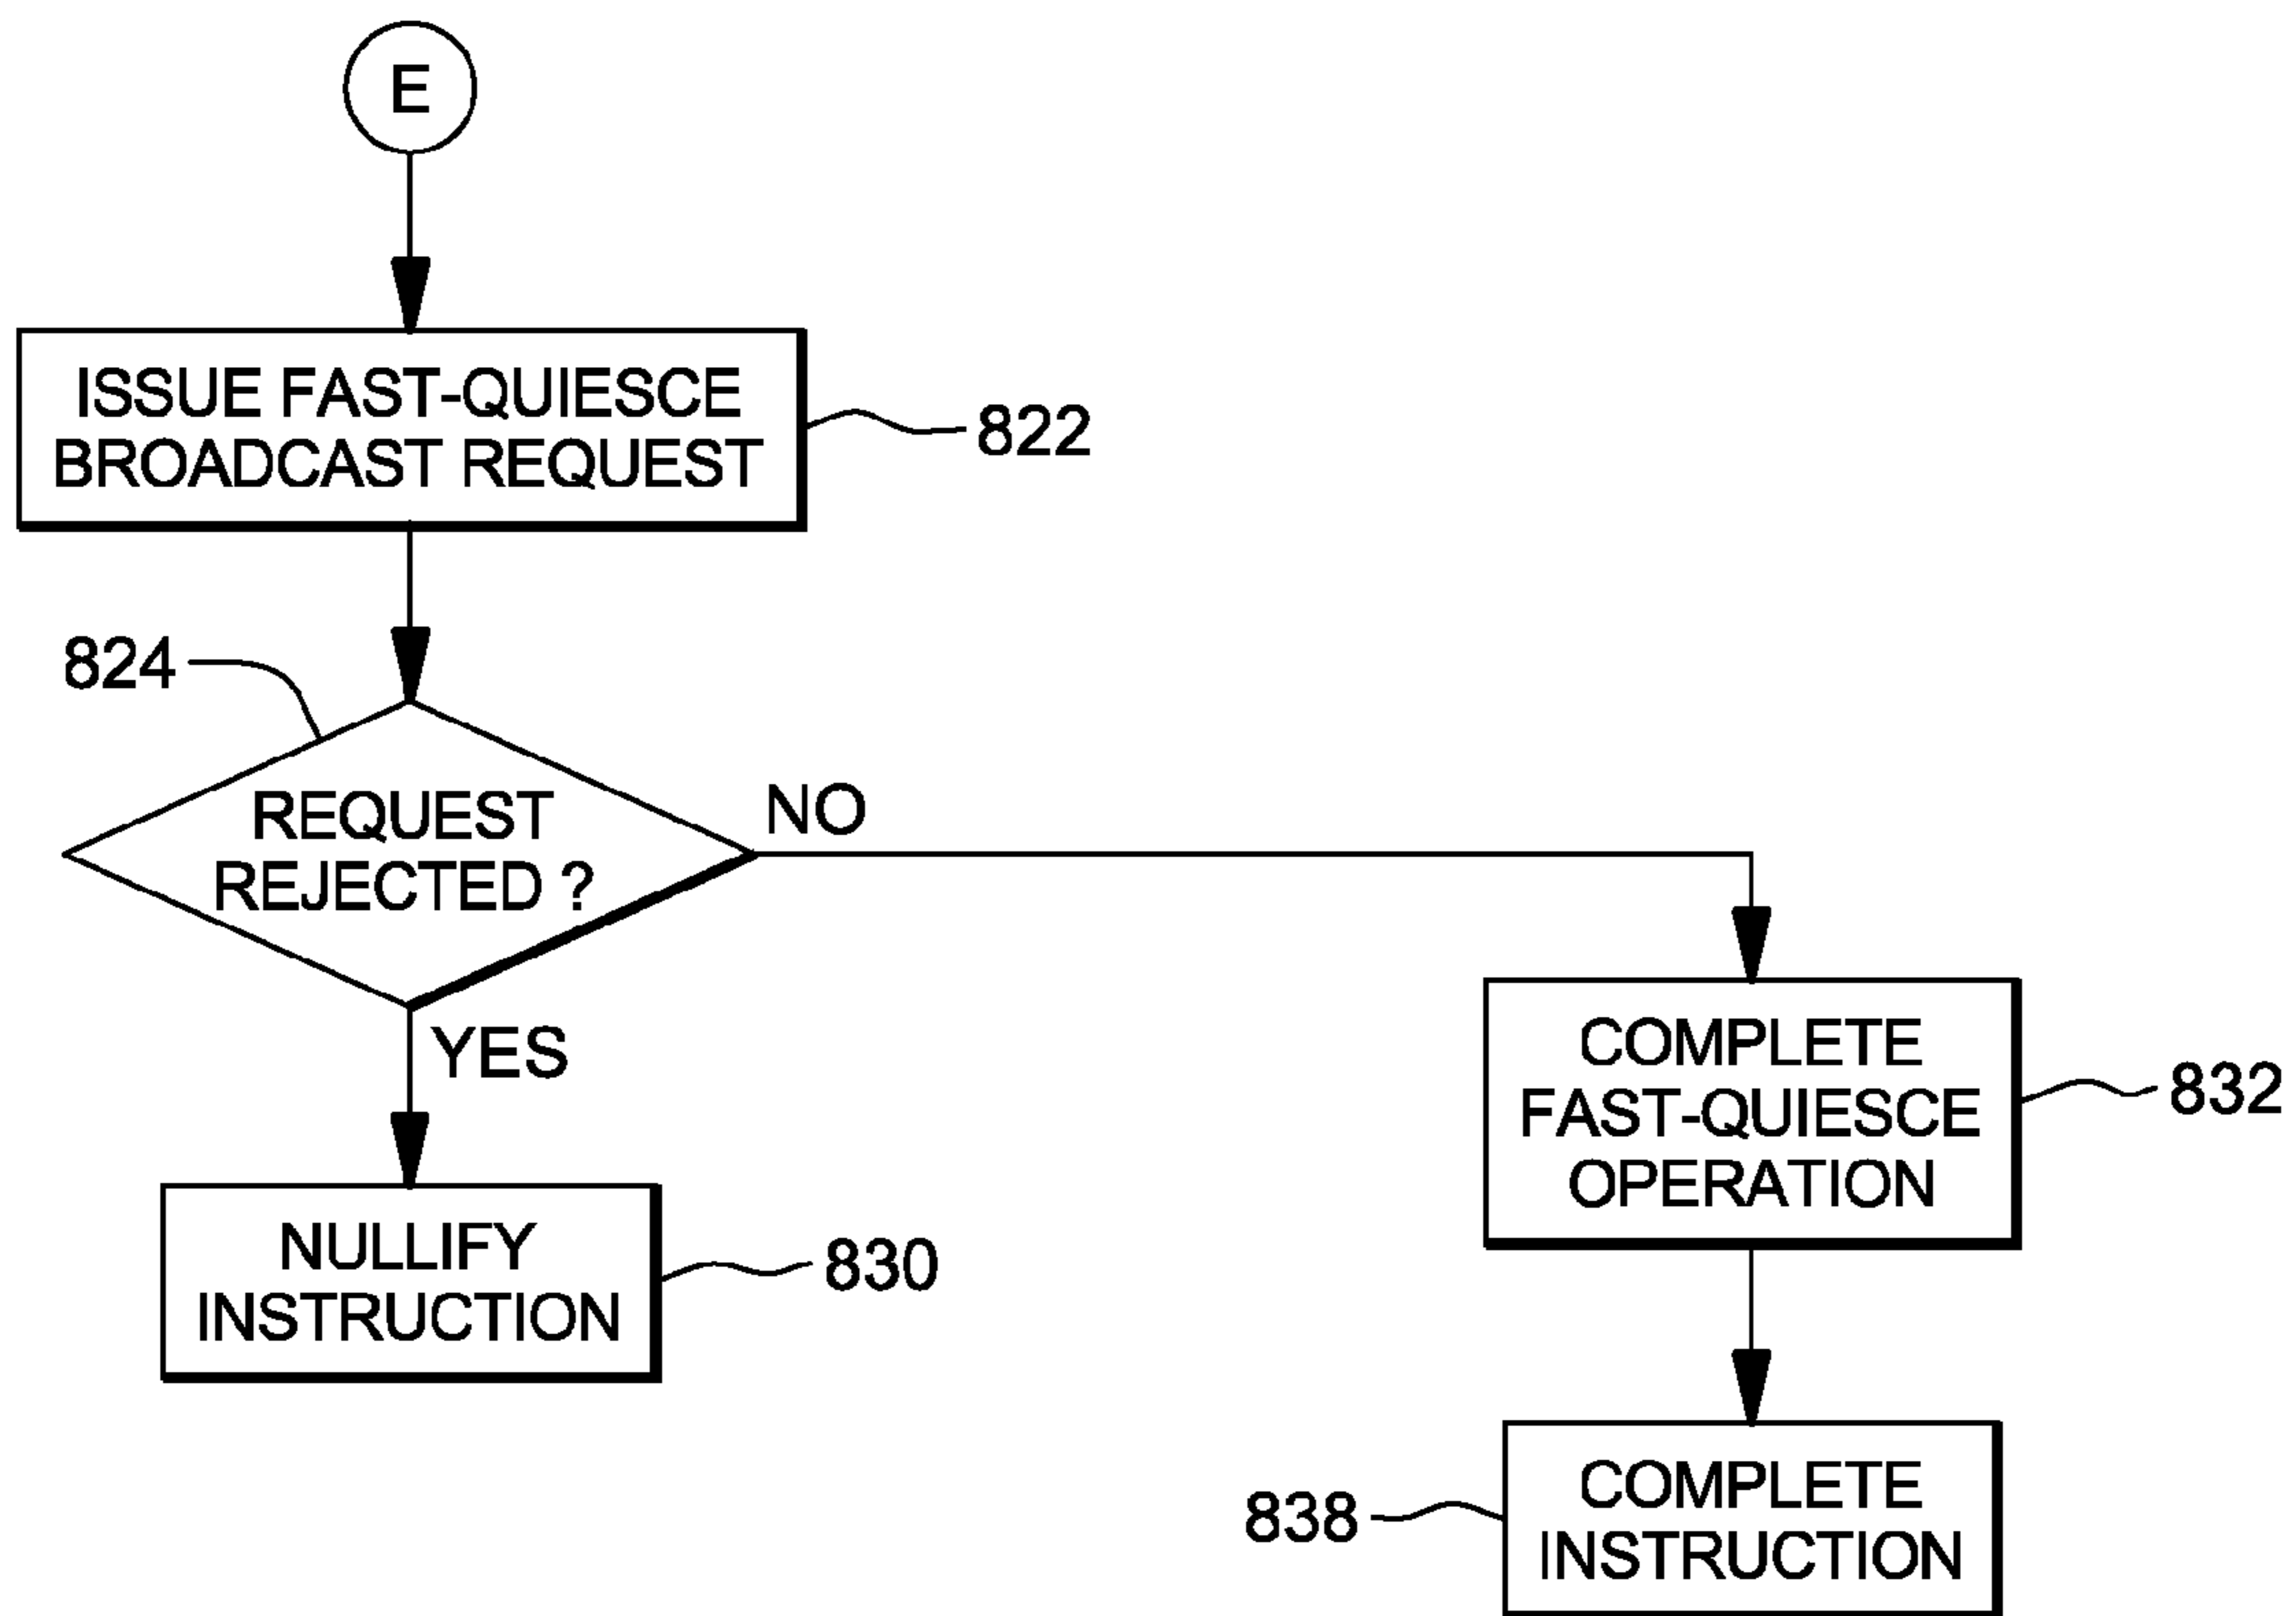 E
ISSUE FAST-QUIESCE
BROADCAST REQUEST
822
824
REQUEST
REJECTED ?
NO
YES
NULLIFY
INSTRUCTION
830
COMPLETE
FAST-QUIESCE
OPERATION
832
838
COMPLETE
INSTRUCTION